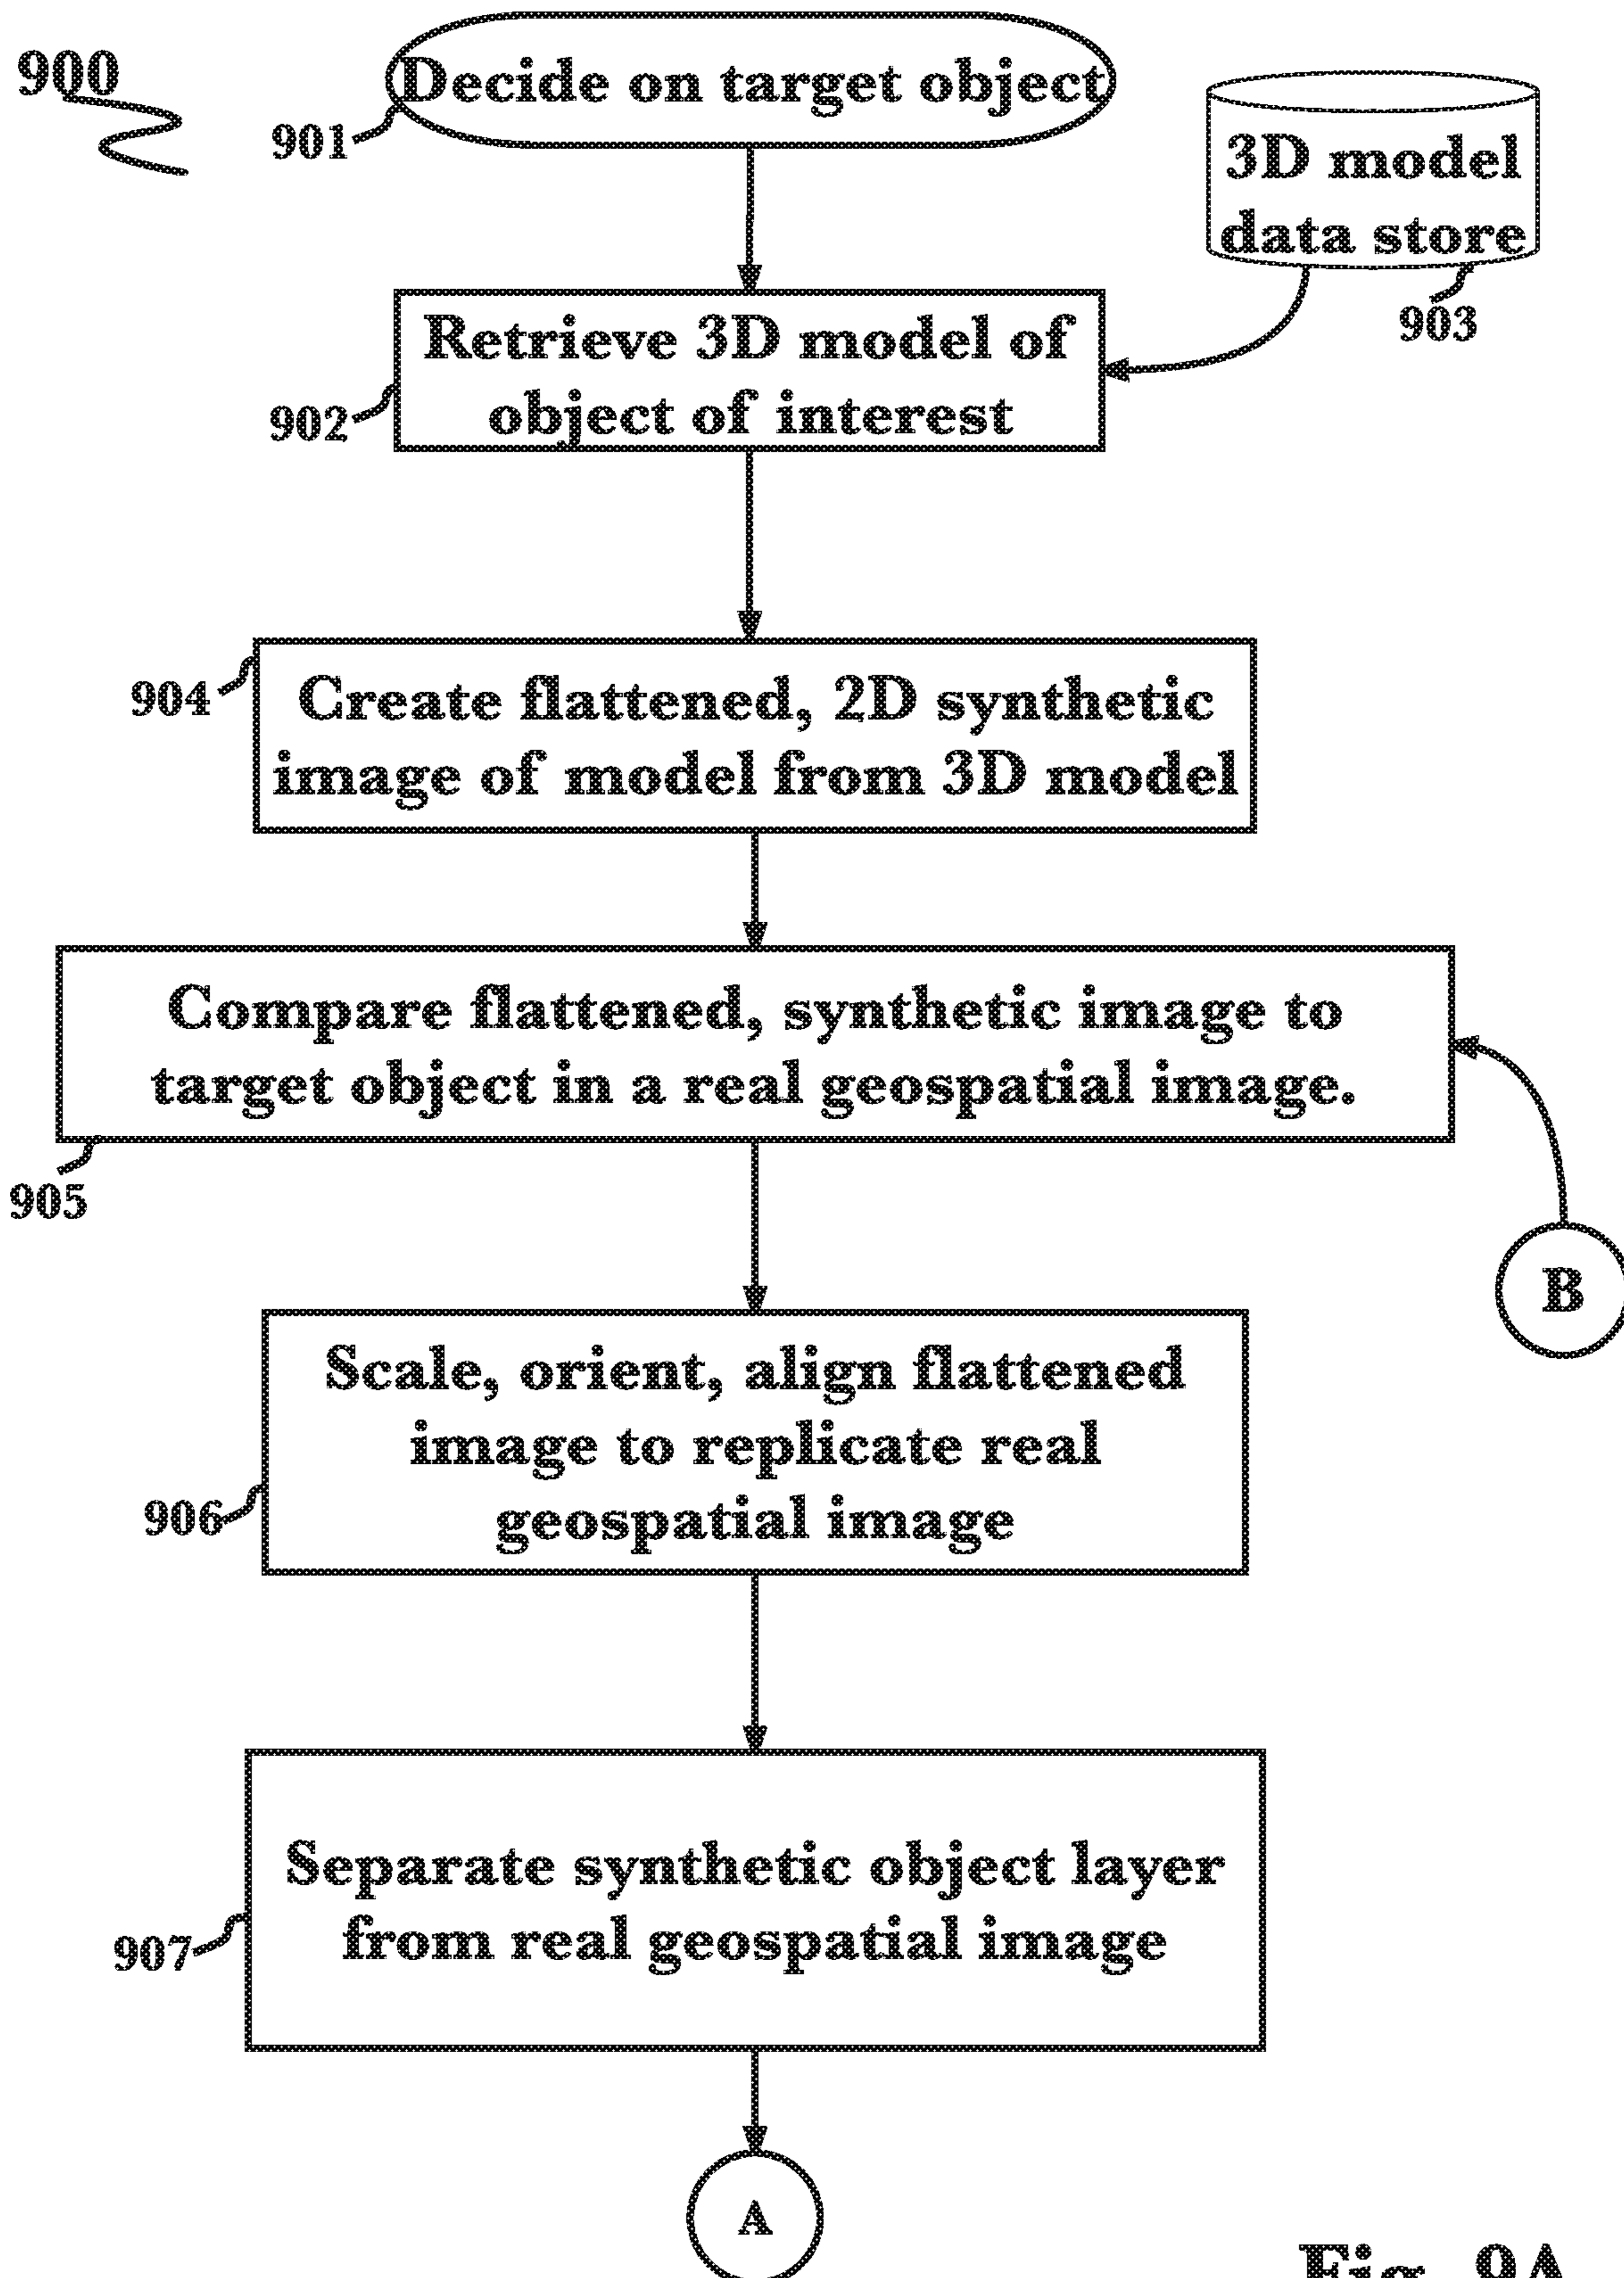 900
Decide on target object
901
3D model
data store
903
Retrieve 3D model of
object of interest
902
904
Create flattened, 2D synthetic
image of model from 3D model
Compare flattened, synthetic image to
target object in a real geospatial image.
905
B
Scale, orient, align flattened
image to replicate real
geospatial image
906
Separate synthetic object layer
from real geospatial image
907
A
Fig. 9A